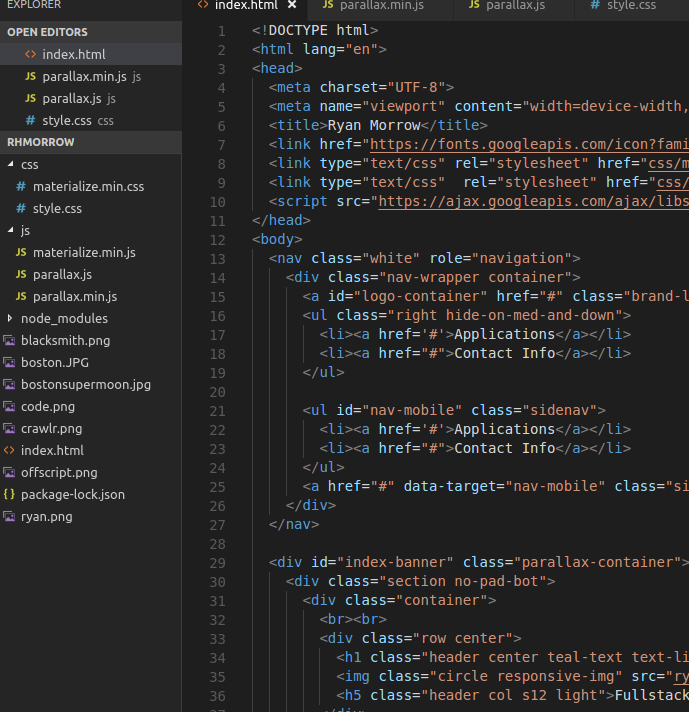 EXPLORER
OPEN EDITORS
<> index.html
JS parallax.min.js js
JS parallax.js js
# style.css css
RHMORROW
css
# materialize.min.css
# style.css
js
JS materialize.min.js
JS parallax.js
JS parallax.min.js
node_modules
blacksmith.png
boston.JPG
bostonsupermoon.jpg
code.png
crawlr.png
<> index.html
offscript.png
{} package-lock.json
ryan.png
<> index.html ×
JS parallax.min.js
JS parallax.js
# style.css
1 <!DOCTYPE html>
2 <html lang="en">
3 <head>
4 <meta charset="UTF-8">
5 <meta name="viewport" content="width=device-width,
6 <title>Ryan Morrow</title>
7 <link href="https://fonts.googleapis.com/icon?fami
8 <link type="text/css" rel="stylesheet" href="css/m
9 <link type="text/css"  rel="stylesheet" href="css/
10 <script src="https://ajax.googleapis.com/ajax/libs
11 </head>
12 <body>
13 <nav class="white" role="navigation">
14 <div class="nav-wrapper container">
15 <a id="logo-container" href="#" class="brand-l
16 <ul class="right hide-on-med-and-down">
17 <li><a href='#'>Applications</a></li>
18 <li><a href="#">Contact Info</a></li>
19 </ul>
20
21 <ul id="nav-mobile" class="sidenav">
22 <li><a href='#'>Applications</a></li>
23 <li><a href="#">Contact Info</a></li>
24 </ul>
25 <a href="#" data-target="nav-mobile" class="si
26 </div>
27 </nav>
28
29 <div id="index-banner" class="parallax-container">
30 <div class="section no-pad-bot">
31 <div class="container">
32 <br><br>
33 <div class="row center">
34 <h1 class="header center teal-text text-li
35 <img class="circle responsive-img" src="ry
36 <h5 class="header col s12 light">Fullstack
</div>